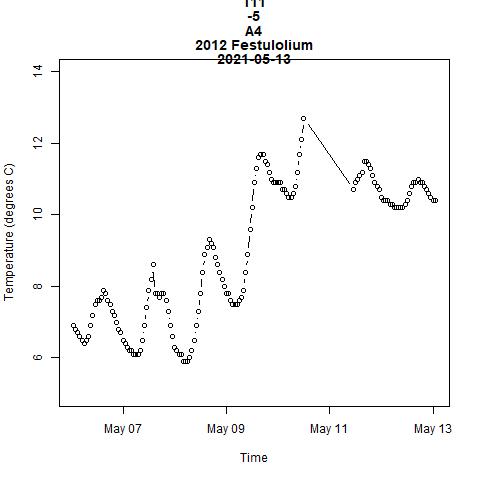 T11
-5
A4
2012 Festulolium
2021-05-13
Temperature (degrees C)
14
12
10
8
6
May 07
May 09
May 11
May 13
Time